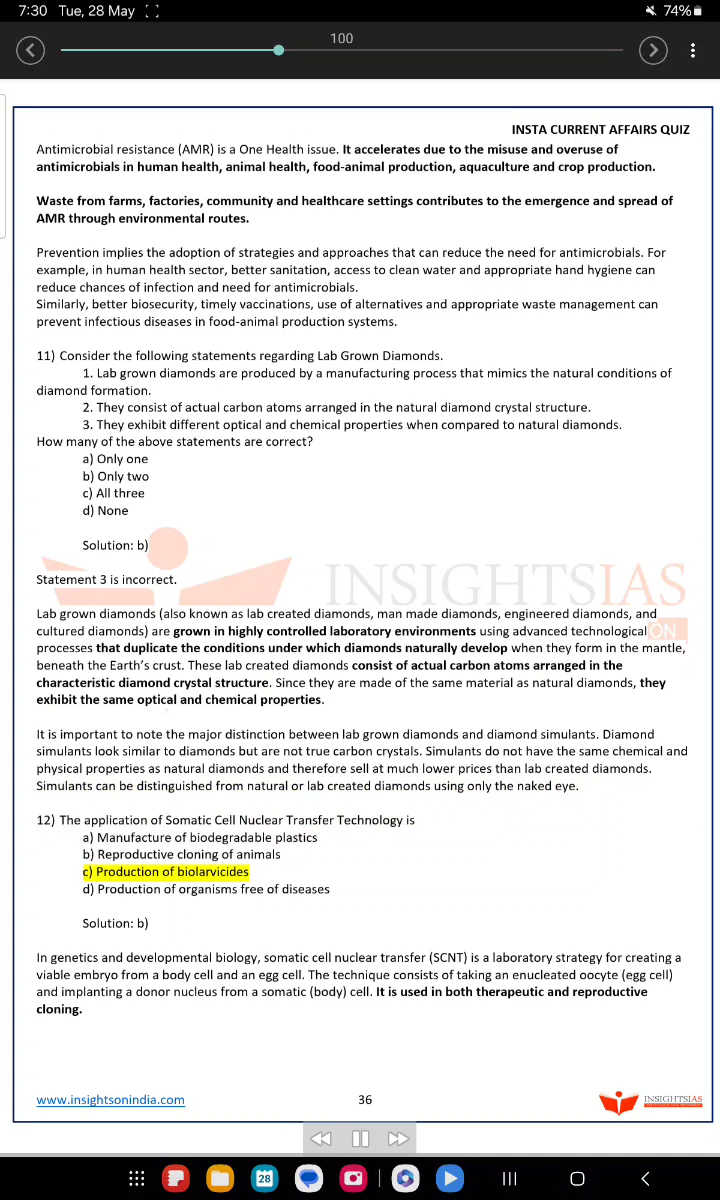 7:30 Tue, 28 May
74%
100
INSTA CURRENT AFFAIRS QUIZ
Antimicrobial resistance (AMR) is a One Health issue. It accelerates due to the misuse and overuse of
antimicrobials in human health, animal health, food-animal production, aquaculture and crop production.
Waste from farms, factories, community and healthcare settings contributes to the emergence and spread of
AMR through environmental routes.
Prevention implies the adoption of strategies and approaches that can reduce the need for antimicrobials. For
example, in human health sector, better sanitation, access to clean water and appropriate hand hygiene can
reduce chances of infection and need for antimicrobials.
Similarly, better biosecurity, timely vaccinations, use of alternatives and appropriate waste management can
prevent infectious diseases in food-animal production systems.
11) Consider the following statements regarding Lab Grown Diamonds.
1. Lab grown diamonds are produced by a manufacturing process that mimics the natural conditions of
diamond formation.
2. They consist of actual carbon atoms arranged in the natural diamond crystal structure.
3. They exhibit different optical and chemical properties when compared to natural diamonds.
How many of the above statements are correct?
a) Only one
b) Only two
c) All three
d) None
Solution: b)
INSIGHTSIAS
Statement 3 is incorrect.
Lab grown diamonds (also known as lab created diamonds, man made diamonds, engineered diamonds, and
cultured diamonds) are grown in highly controlled laboratory environments using advanced technological
ON
processes that duplicate the conditions under which diamonds naturally develop when they form in the mantle,
beneath the Earth's crust. These lab created diamonds consist of actual carbon atoms arranged in the
characteristic diamond crystal structure. Since they are made of the same material as natural diamonds, they
exhibit the same optical and chemical properties.
It is important to note the major distinction between lab grown diamonds and diamond simulants. Diamond
simulants look similar to diamonds but are not true carbon crystals. Simulants do not have the same chemical and
physical properties as natural diamonds and therefore sell at much lower prices than lab created diamonds.
Simulants can be distinguished from natural or lab created diamonds using only the naked eye.
12) The application of Somatic Cell Nuclear Transfer Technology is
a) Manufacture of biodegradable plastics
b) Reproductive cloning of animals
c) Production of biolarvicides
d) Production of organisms free of diseases
Solution: b)
In genetics and developmental biology, somatic cell nuclear transfer (SCNT) is a laboratory strategy for creating a
viable embryo from a body cell and an egg cell. The technique consists of taking an enucleated oocyte (egg cell)
and implanting a donor nucleus from a somatic (body) cell. It is used in both therapeutic and reproductive
cloning.
www.insightsonindia.com
36
INSIGHTSIAS
28